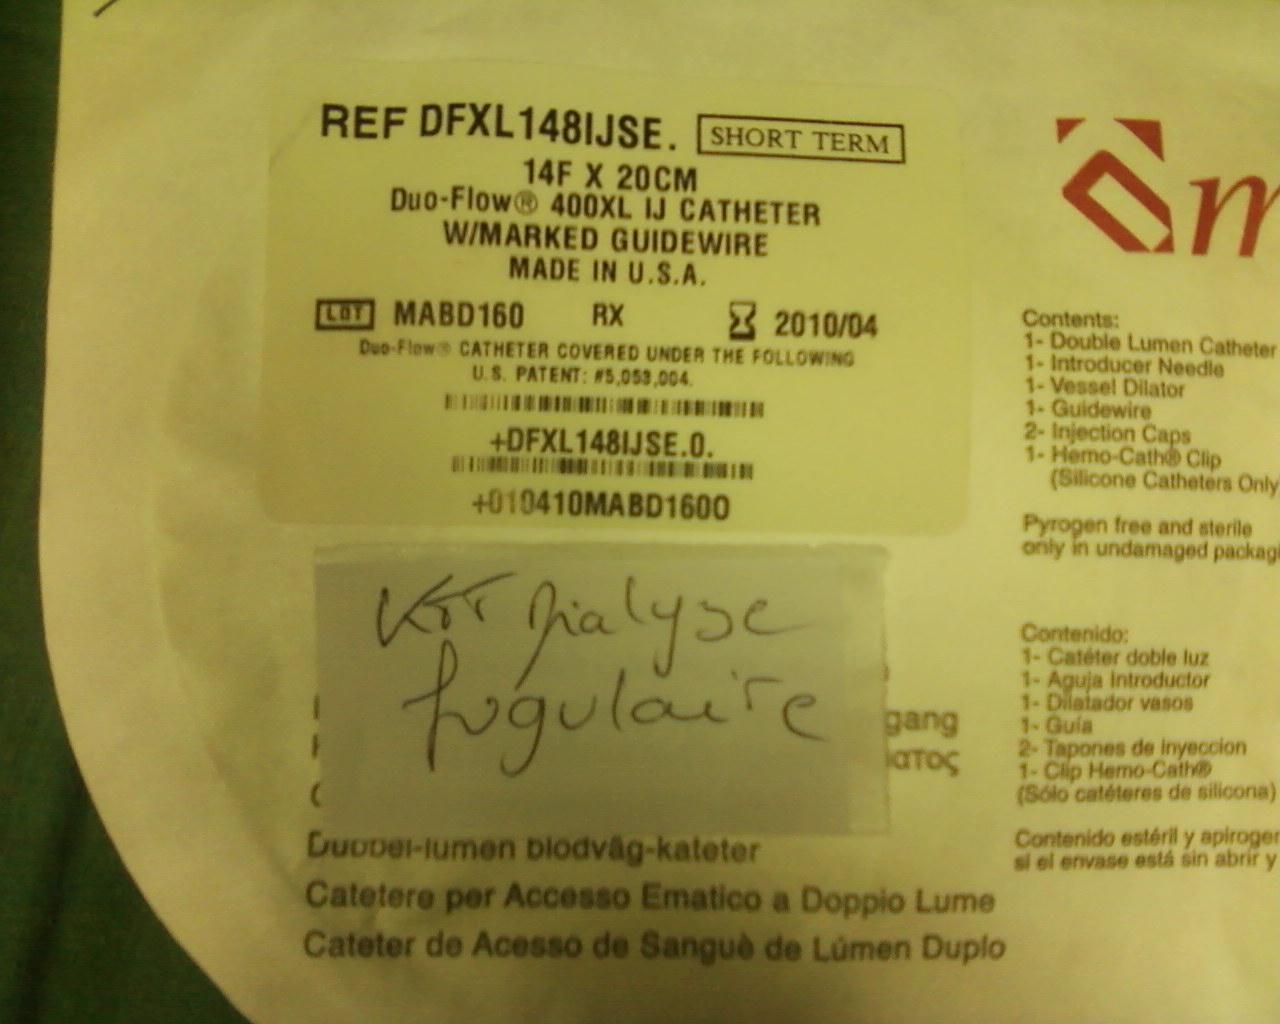 REF DFXL148IJSE. SHORT TERM
14F X 20CM
Duo-Flow® 400XL IJ CATHETER
W/MARKED GUIDEWIRE
MADE IN U.S.A.
LOT MABD160 RX 2010/04
Duo-Flow® CATHETER COVERED UNDER THE FOLLOWING
U.S. PATENT: #5,053,004.
+DFXL148IJSE.0.
+010410MABD160O
KIT Dialyse
Jugulaire
gang
ατος
Dubbel-lumen blodväg-kateter
Catetere per Accesso Ematico a Doppio Lume
Cateter de Acesso de Sanguè de Lúmen Duplo
m
Contents:
1- Double Lumen Catheter
1- Introducer Needle
1- Vessel Dilator
1- Guidewire
2- Injection Caps
1- Hemo-Cath® Clip
(Silicone Catheters Only
Pyrogen free and sterile
only in undamaged packagi
Contenido:
1- Catéter doble luz
1- Aguja Introductor
1- Dilatador vasos
1- Guía
2- Tapones de inyeccion
1- Clip Hemo-Cath®
(Sólo catéteres de silicona)
Contenido estéril y apiroger
si el envase está sin abrir y